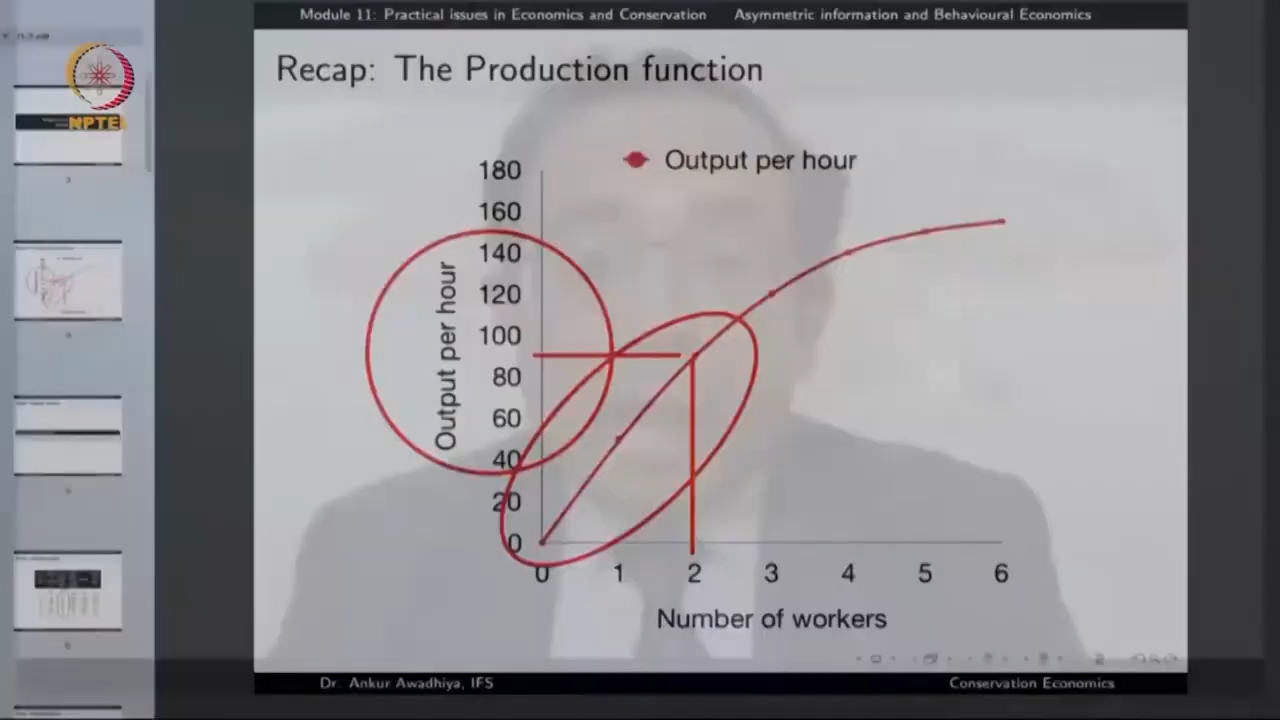 Module 11: Practical issues in Economics and Conservation Asymmetric information and Behavioural Economics
NPTEL
Recap: The Production function
Output per hour
180
160
140
120
100
80
60
40
20
0
Output per hour
0 1 2 3 4 5 6
Number of workers
Dr. Ankur Awadhiya, IFS Conservation Economics